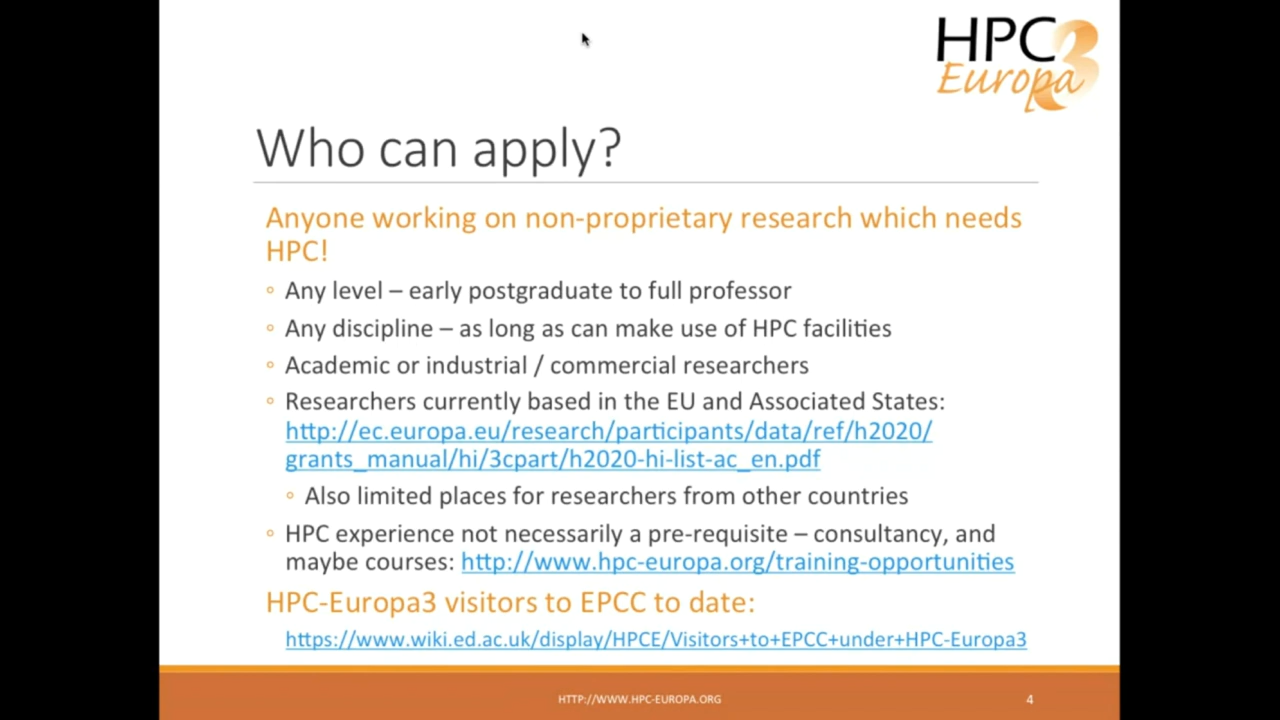 HPC 3
Europa
Who can apply?
Anyone working on non-proprietary research which needs
HPC!
◦ Any level – early postgraduate to full professor
◦ Any discipline – as long as can make use of HPC facilities
◦ Academic or industrial / commercial researchers
◦ Researchers currently based in the EU and Associated States:
http://ec.europa.eu/research/participants/data/ref/h2020/
grants_manual/hi/3cpart/h2020-hi-list-ac_en.pdf
◦ Also limited places for researchers from other countries
◦ HPC experience not necessarily a pre-requisite – consultancy, and
maybe courses: http://www.hpc-europa.org/training-opportunities
HPC-Europa3 visitors to EPCC to date:
https://www.wiki.ed.ac.uk/display/HPCE/Visitors+to+EPCC+under+HPC-Europa3
HTTP://WWW.HPC-EUROPA.ORG 4